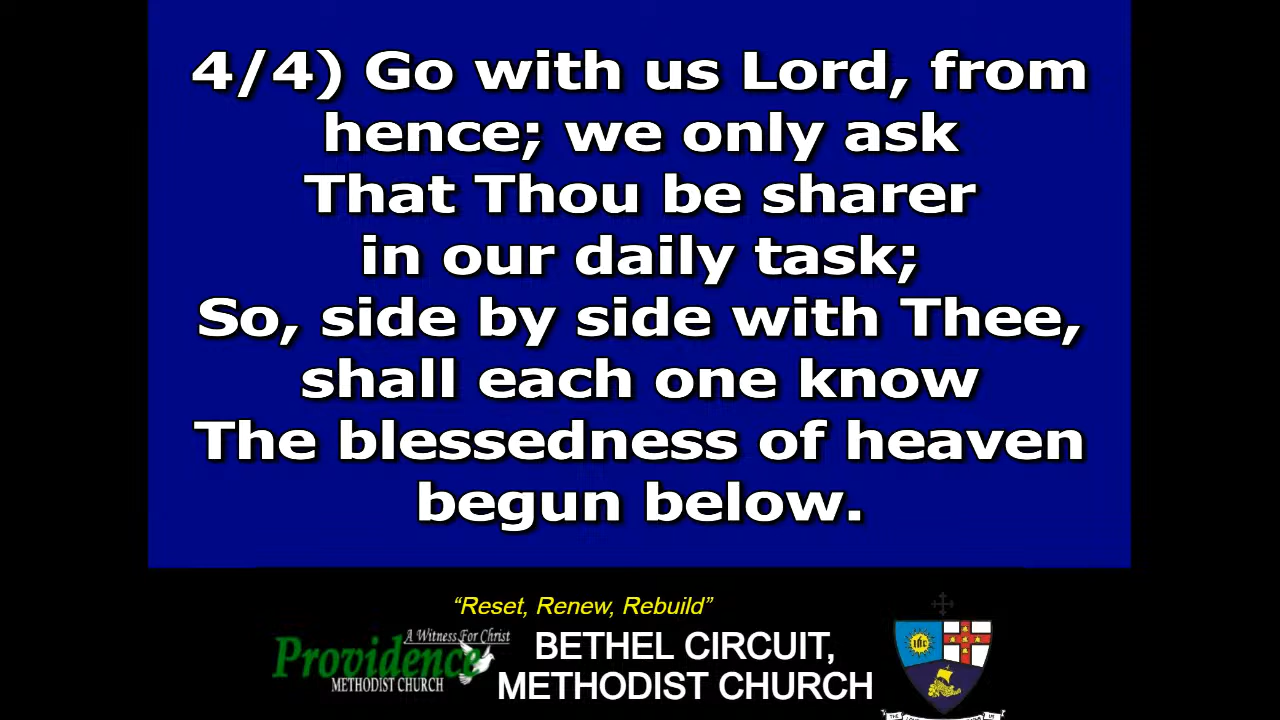 4/4) Go with us Lord, from
hence; we only ask
That Thou be sharer
in our daily task;
So, side by side with Thee,
shall each one know
The blessedness of heaven
begun below.
“Reset, Renew, Rebuild”
A Witness For Christ
Providence
METHODIST CHURCH
BETHEL CIRCUIT,
METHODIST CHURCH
IHC